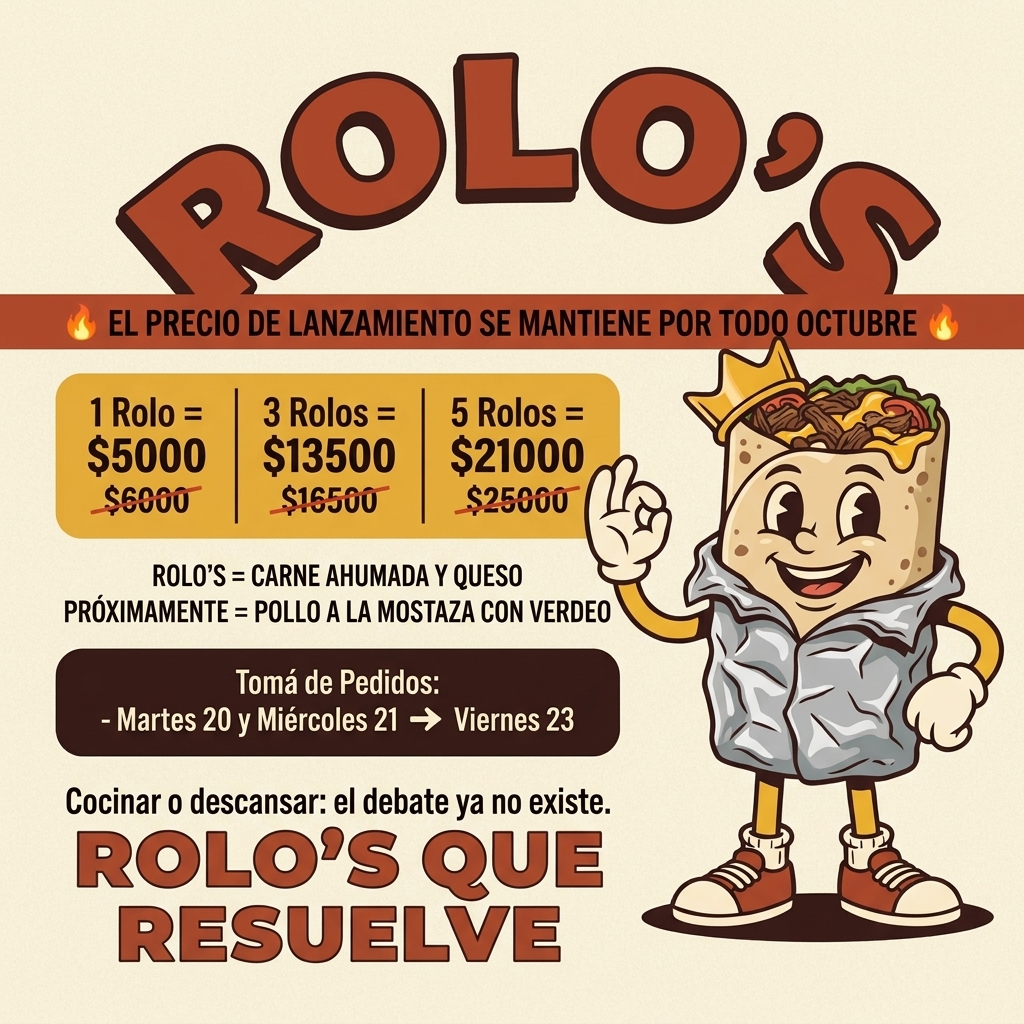 ROLO'S
🔥 EL PRECIO DE LANZAMIENTO SE MANTIENE POR TODO OCTUBRE 🔥
1 Rolo =
$5000
$6000
3 Rolos =
$13500
$16500
5 Rolos =
$21000
$25000
ROLO'S = CARNE AHUMADA Y QUESO
PRÓXIMAMENTE = POLLO A LA MOSTAZA CON VERDEO
Tomá de Pedidos:
- Martes 20 y Miércoles 21 → Viernes 23
Cocinar o descansar: el debate ya no existe.
ROLO'S QUE
RESUELVE